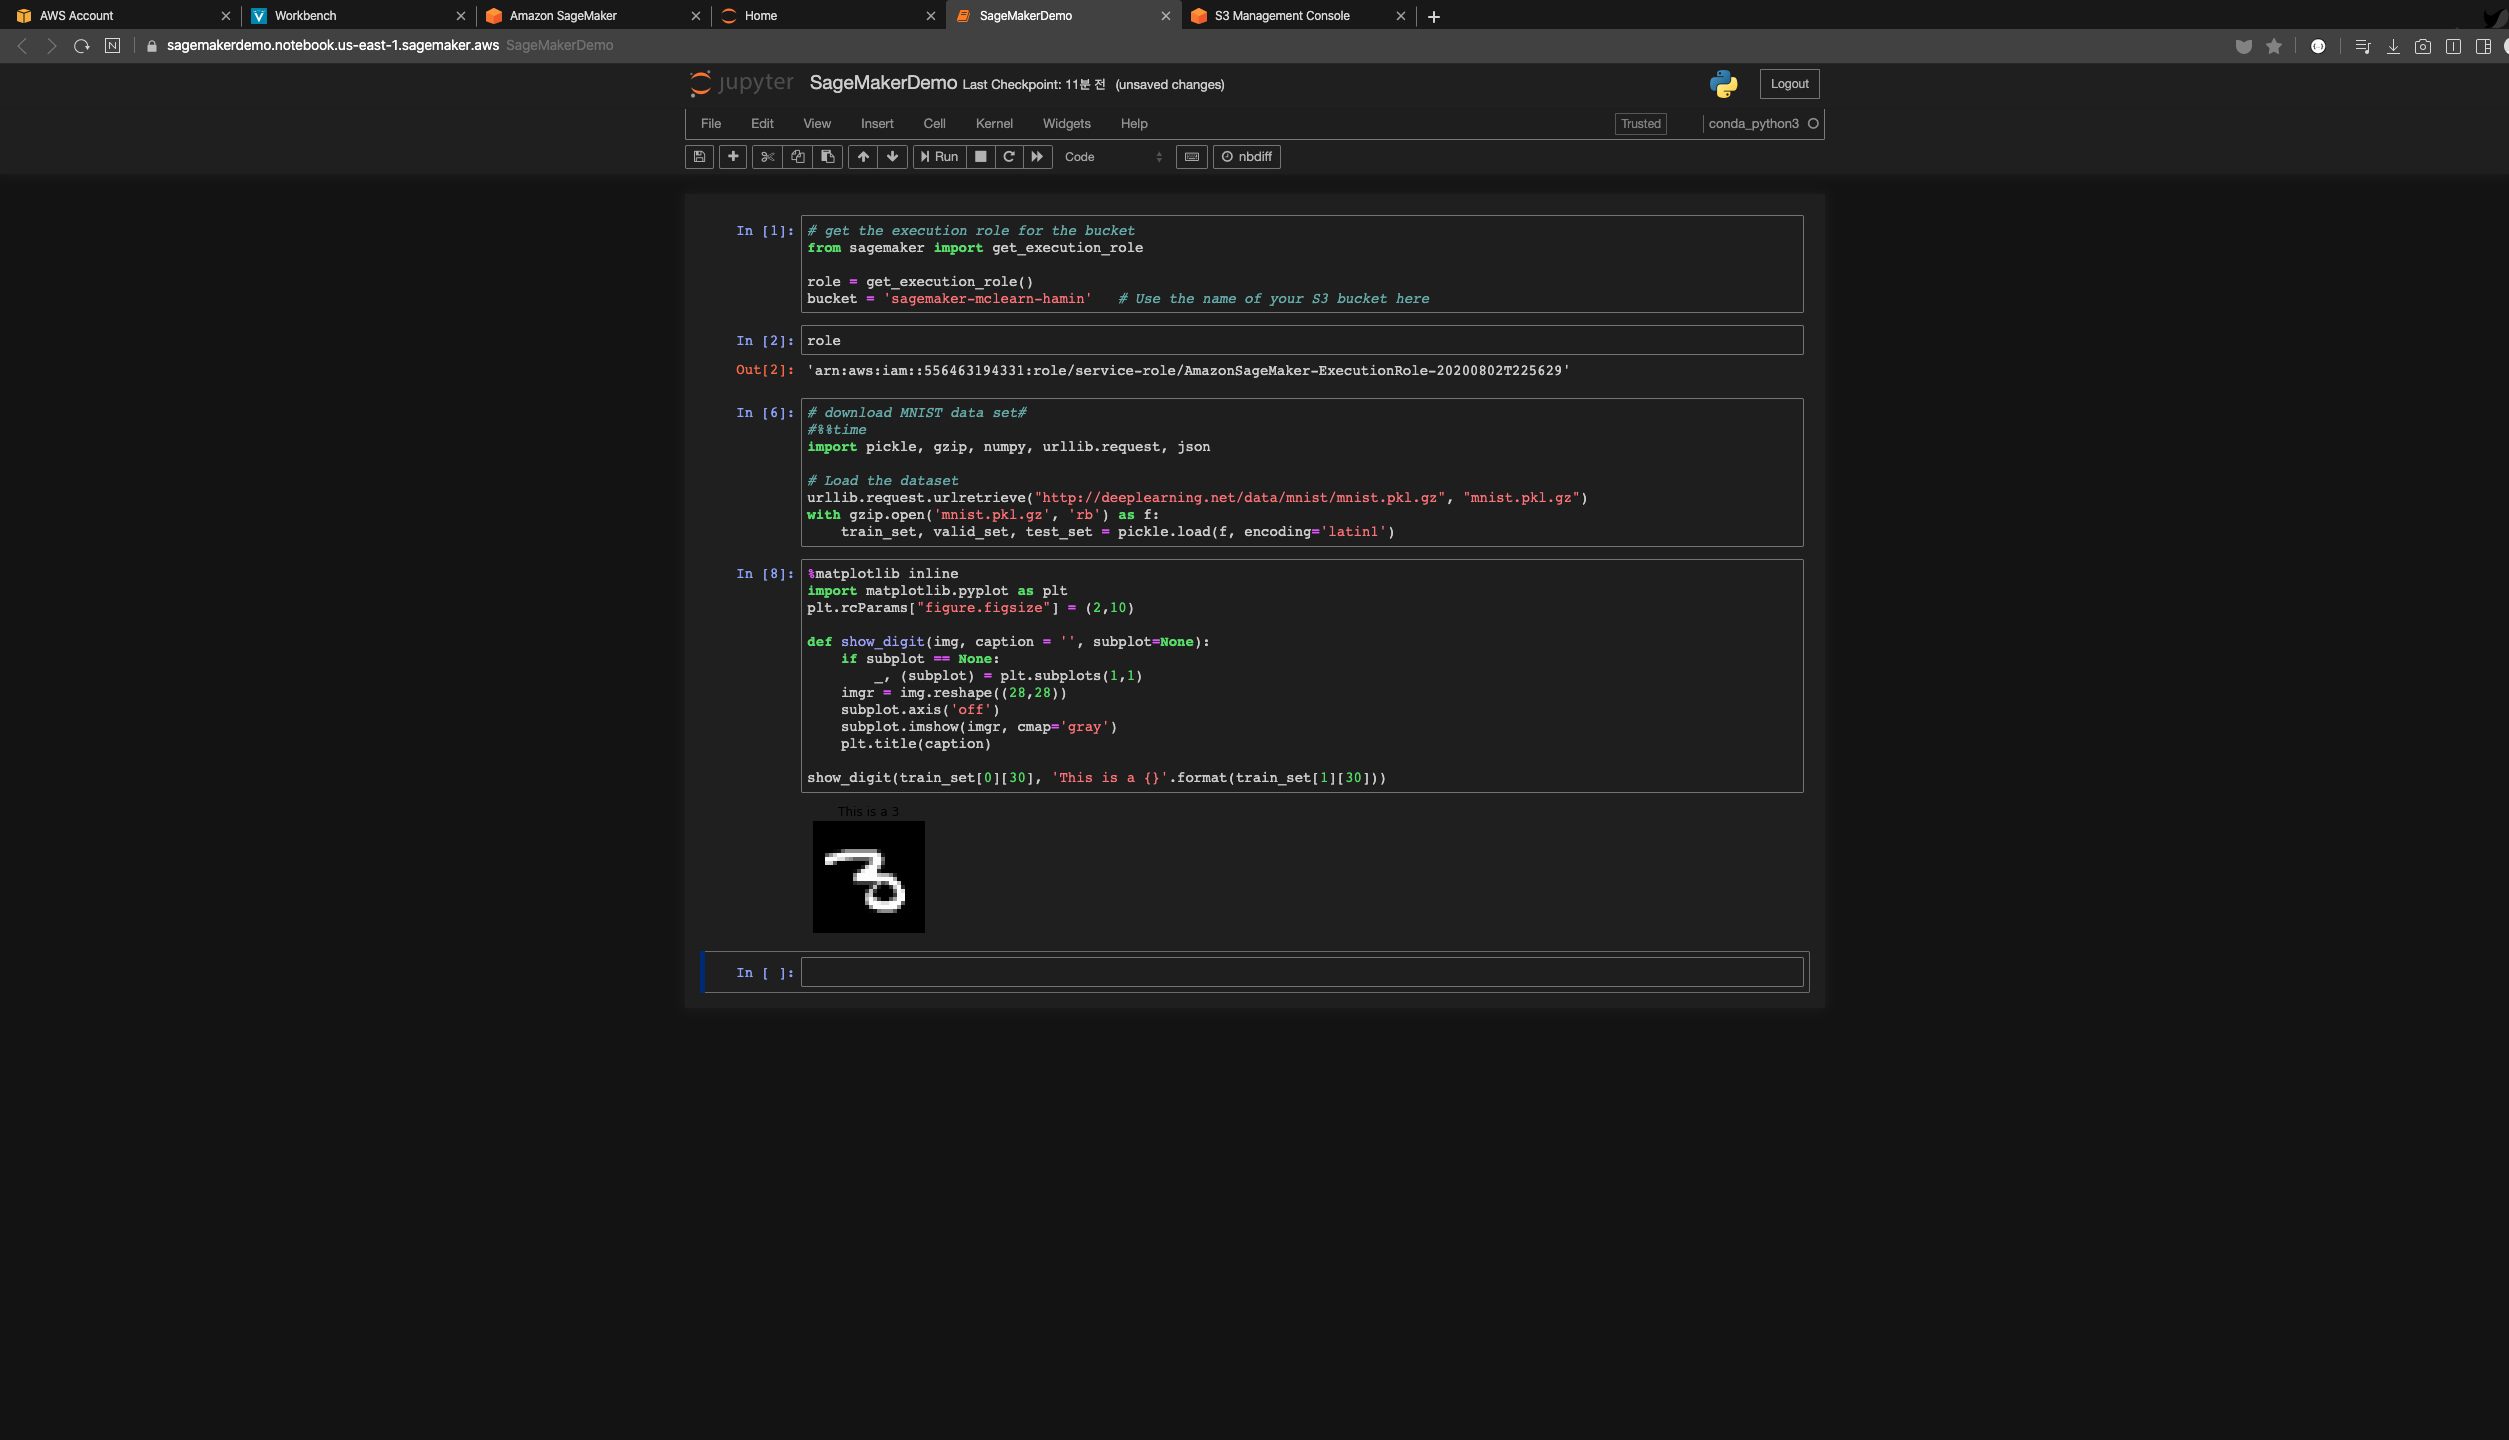 AWS Account
Workbench
Amazon SageMaker
Home
SageMakerDemo
S3 Management Console
sagemakerdemo.notebook.us-east-1.sagemaker.aws SageMakerDemo
jupyter SageMakerDemo Last Checkpoint: 11분 전 (unsaved changes)
Logout
File Edit View Insert Cell Kernel Widgets Help
Trusted
conda_python3
Run
Code
nbdiff
In [1]:
# get the execution role for the bucket
from sagemaker import get_execution_role
role = get_execution_role()
bucket = 'sagemaker-mclearn-hamin'   # Use the name of your S3 bucket here
In [2]: role
Out[2]: 'arn:aws:iam::556463194331:role/service-role/AmazonSageMaker-ExecutionRole-20200802T225629'
In [6]:
# download MNIST data set#
#%%time
import pickle, gzip, numpy, urllib.request, json
# Load the dataset
urllib.request.urlretrieve("http://deeplearning.net/data/mnist/mnist.pkl.gz", "mnist.pkl.gz")
with gzip.open('mnist.pkl.gz', 'rb') as f:
    train_set, valid_set, test_set = pickle.load(f, encoding='latin1')
In [8]:
%matplotlib inline
import matplotlib.pyplot as plt
plt.rcParams["figure.figsize"] = (2,10)
def show_digit(img, caption = '', subplot=None):
    if subplot == None:
        _, (subplot) = plt.subplots(1,1)
    imgr = img.reshape((28,28))
    subplot.axis('off')
    subplot.imshow(imgr, cmap='gray')
    plt.title(caption)
show_digit(train_set[0][30], 'This is a {}'.format(train_set[1][30]))
This is a 3
3
In [ ]: